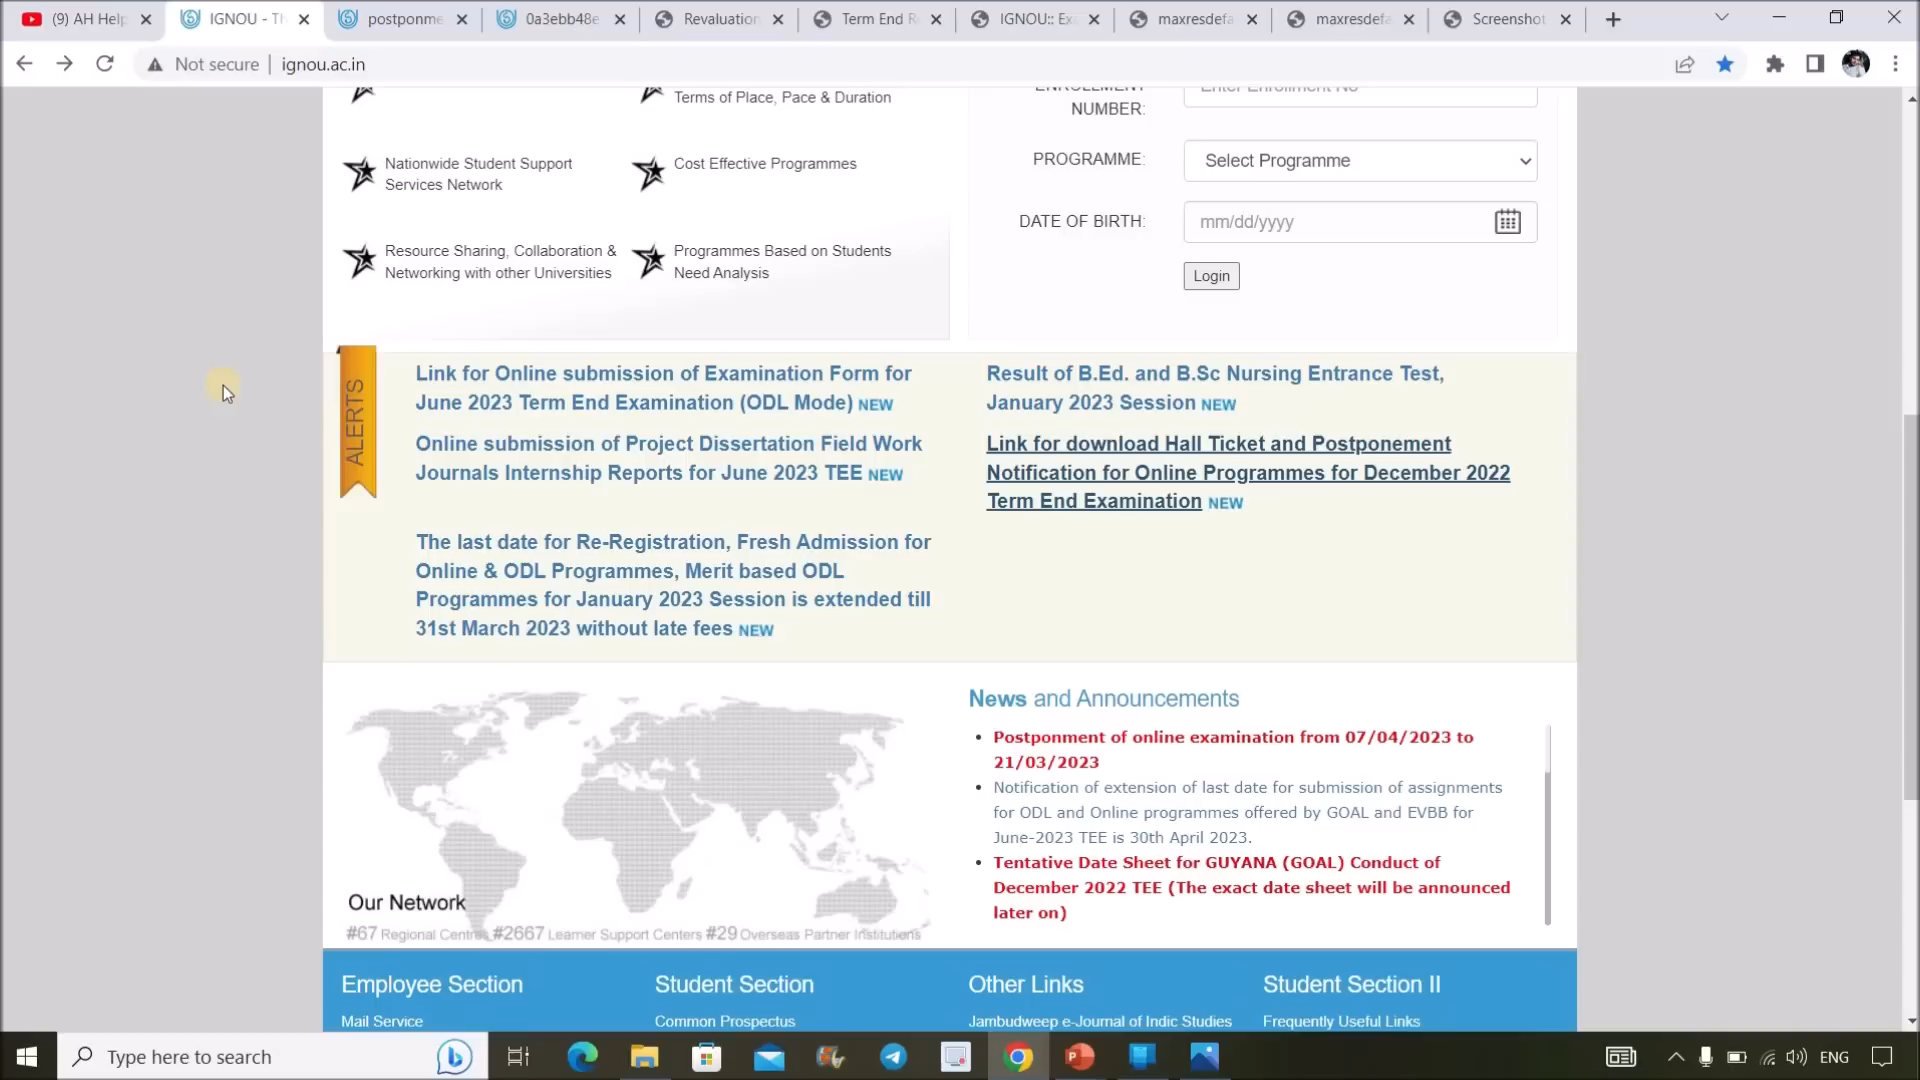 (9) AH Help
IGNOU - Th
postponme
0a3ebb48e
Revaluation
Term End R
IGNOU:: Ex
maxresdefa
maxresdefa
Screenshot
Not secure
ignou.ac.in
Terms of Place, Pace & Duration
Nationwide Student Support
Services Network
Cost Effective Programmes
Resource Sharing, Collaboration &
Networking with other Universities
Programmes Based on Students
Need Analysis
ENROLLMENT
NUMBER:
Enter Enrollment No
PROGRAMME:
Select Programme
DATE OF BIRTH:
mm/dd/yyyy
Login
ALERTS
Link for Online submission of Examination Form for
June 2023 Term End Examination (ODL Mode) NEW
Online submission of Project Dissertation Field Work
Journals Internship Reports for June 2023 TEE NEW
The last date for Re-Registration, Fresh Admission for
Online & ODL Programmes, Merit based ODL
Programmes for January 2023 Session is extended till
31st March 2023 without late fees NEW
Result of B.Ed. and B.Sc Nursing Entrance Test,
January 2023 Session NEW
Link for download Hall Ticket and Postponement
Notification for Online Programmes for December 2022
Term End Examination NEW
Our Network
#67 Regional Centres #2667 Learner Support Centers #29 Overseas Partner Institutions
News and Announcements
Postponment of online examination from 07/04/2023 to
21/03/2023
Notification of extension of last date for submission of assignments
for ODL and Online programmes offered by GOAL and EVBB for
June-2023 TEE is 30th April 2023.
Tentative Date Sheet for GUYANA (GOAL) Conduct of
December 2022 TEE (The exact date sheet will be announced
later on)
Employee Section
Mail Service
Student Section
Common Prospectus
Other Links
Jambudweep e-Journal of Indic Studies
Student Section II
Frequently Useful Links
Type here to search
ENG